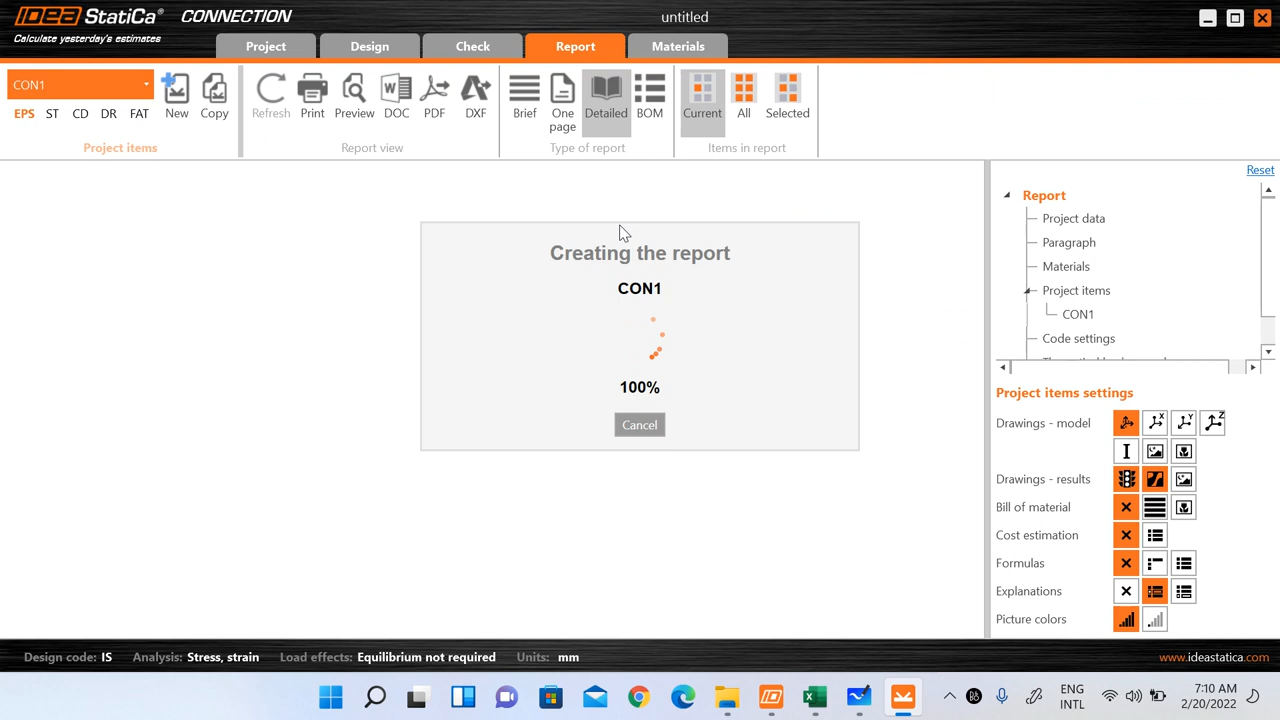 IDEA StatiCa® CONNECTION
untitled
Calculate yesterday's estimates
Project Design Check Report Materials
CON1
EPS ST CD DR FAT
New Copy
Project items
Refresh Print Preview DOC PDF DXF
Report view
Brief One page Detailed BOM
Type of report
Current All Selected
Items in report
Creating the report
CON1
100%
Cancel
Reset
Report
Project data
Paragraph
Materials
Project items
CON1
Code settings
Project items settings
Drawings - model
Drawings - results
Bill of material
Cost estimation
Formulas
Explanations
Picture colors
Design code: IS Analysis: Stress, strain Load effects: Equilibrium not required Units: mm
www.ideastatica.com
ENG
INTL
7:10 AM
2/20/2022